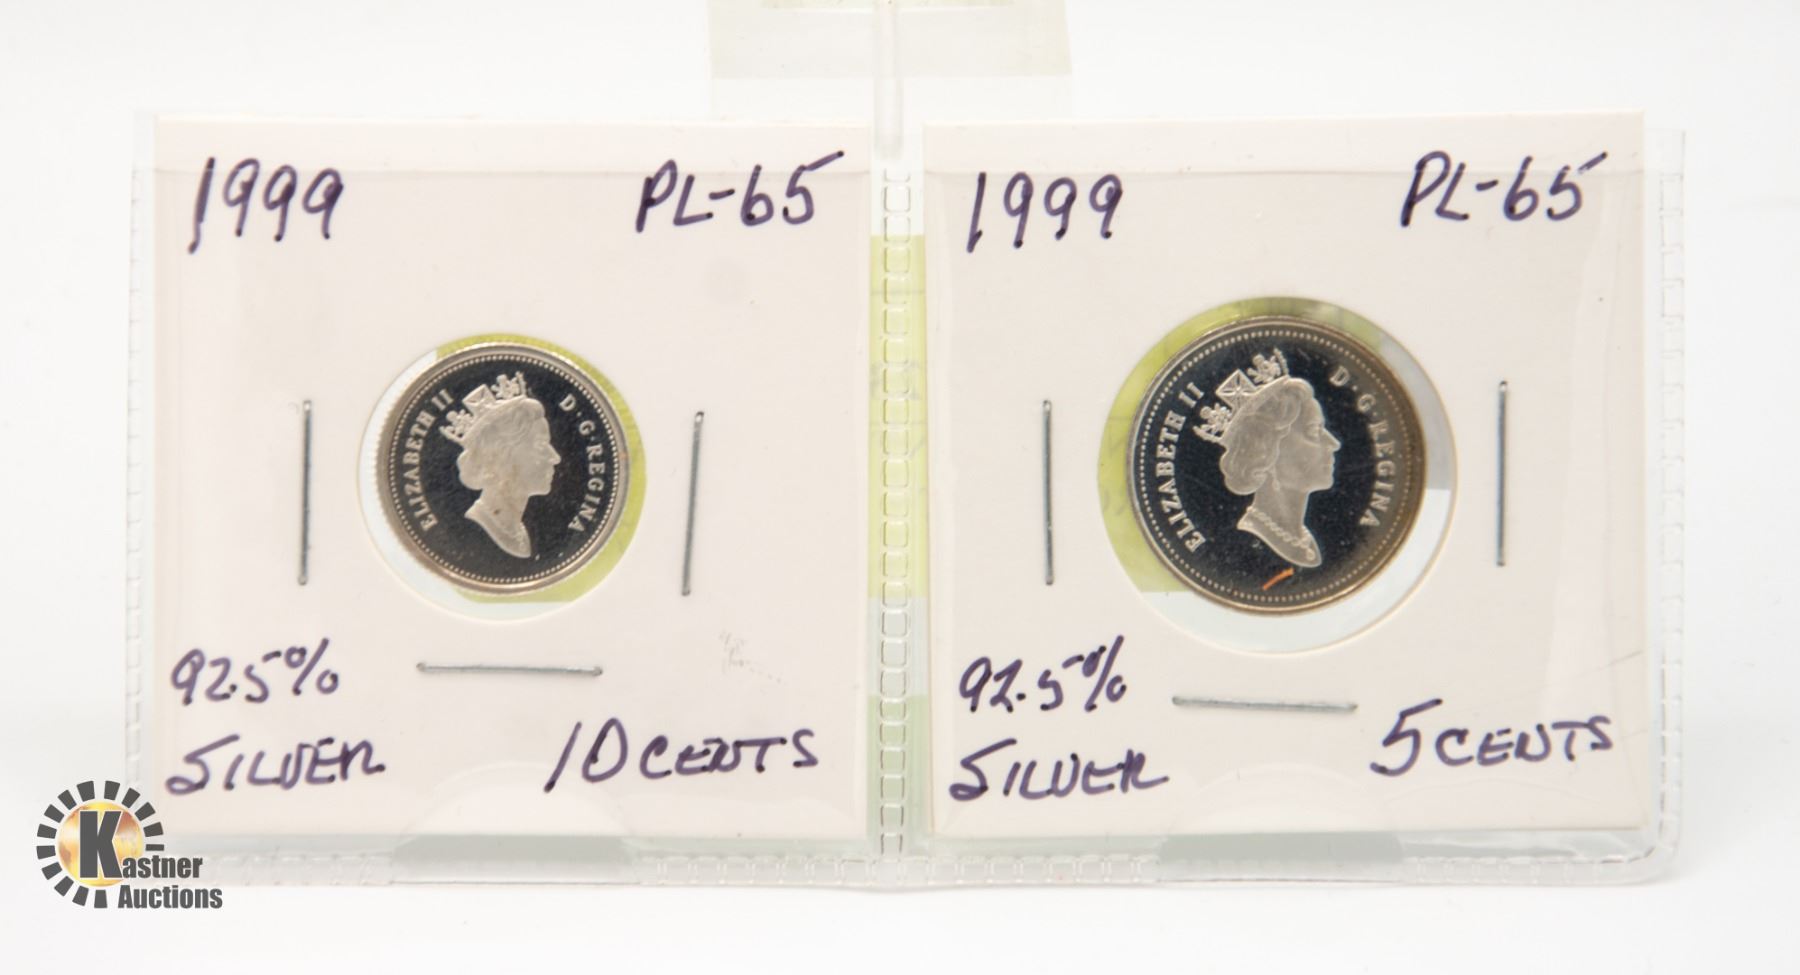 1999 PL-65
ELIZABETH II D·G·REGINA
92.5%
SILVER 10 CENTS
1999 PL-65
ELIZABETH II D·G·REGINA
92.5%
SILVER 5 CENTS
Kastner
Auctions